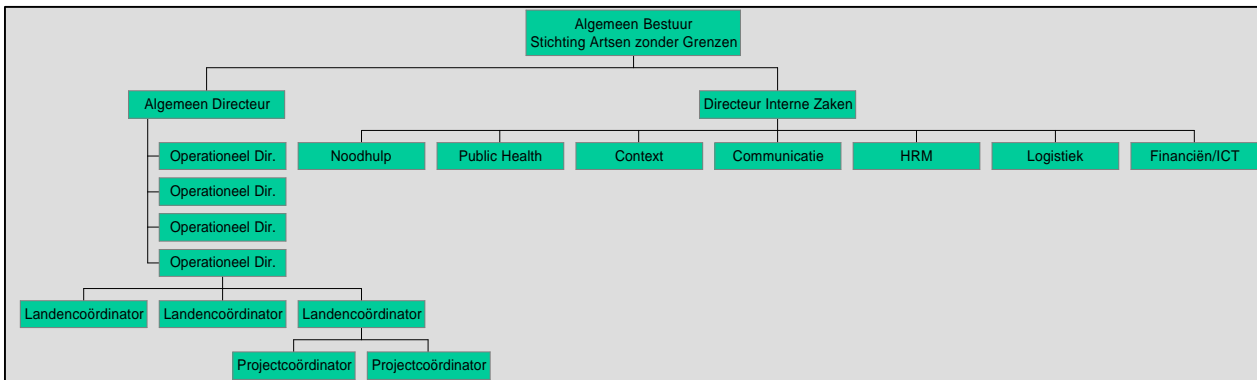 Algemeen Bestuur
Stichting Artsen zonder Grenzen
Algemeen Directeur
Directeur Interne Zaken
Operationeel Dir.
Noodhulp
Public Health
Context
Communicatie
HRM
Logistiek
Financiën/ICT
Operationeel Dir.
Operationeel Dir.
Operationeel Dir.
Landencoördinator
Landencoördinator
Landencoördinator
Projectcoördinator
Projectcoördinator